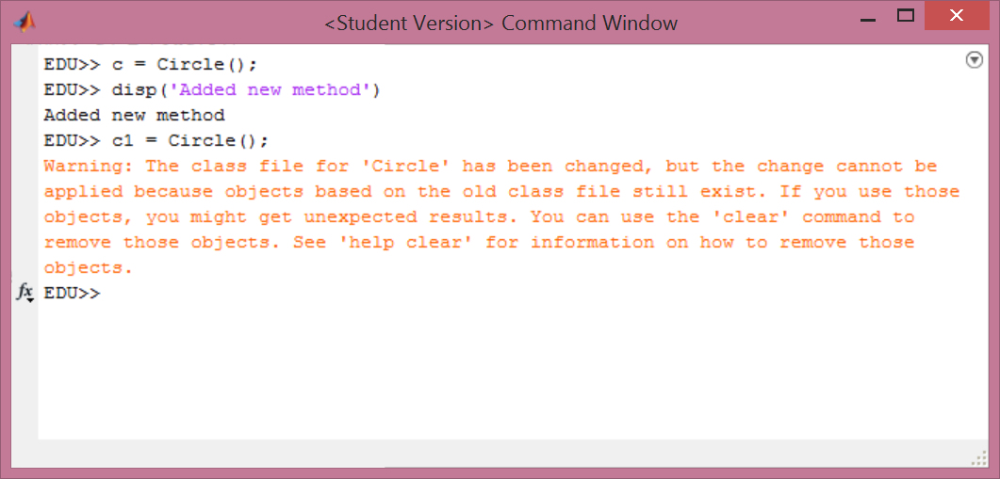 <Student Version> Command Window
EDU>> c = Circle();
EDU>> disp('Added new method')
Added new method
EDU>> c1 = Circle();
Warning: The class file for 'Circle' has been changed, but the change cannot be
applied because objects based on the old class file still exist. If you use those
objects, you might get unexpected results. You can use the 'clear' command to
remove those objects. See 'help clear' for information on how to remove those
objects.
fx EDU>>